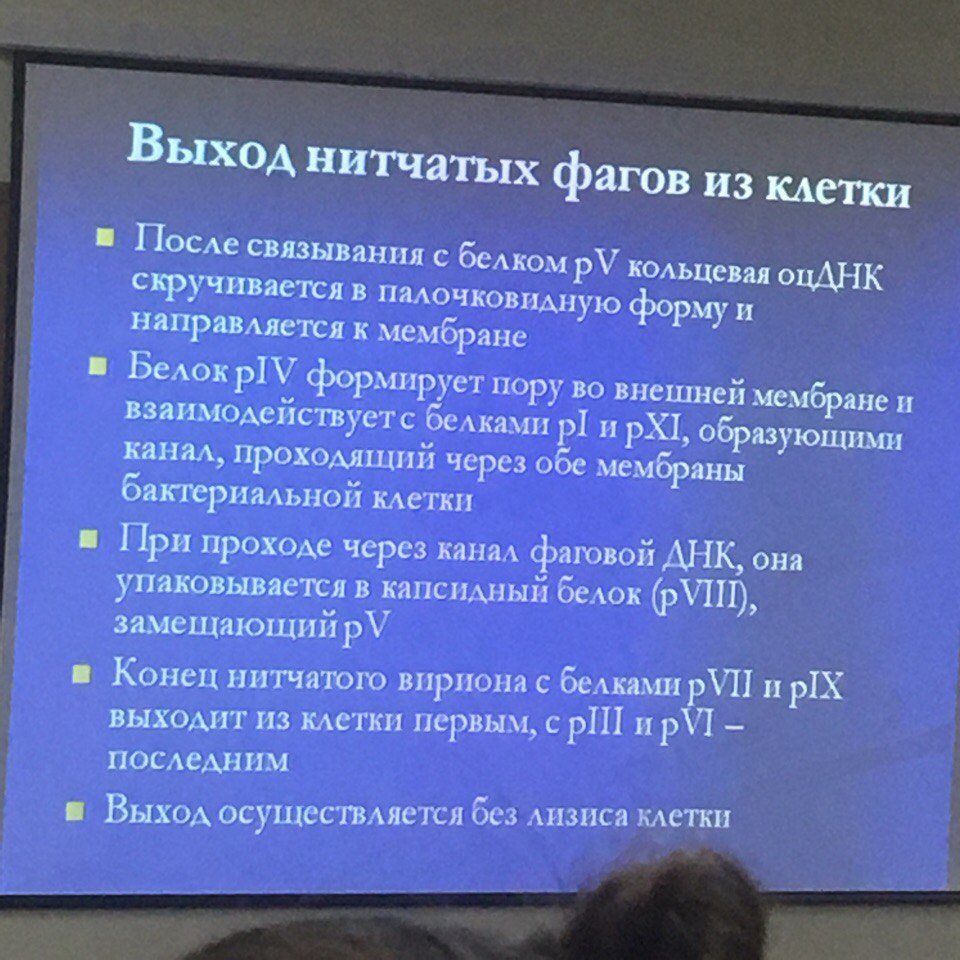 Выход нитчатых фагов из клетки
После связывания с белком pV кольцевая оцДНК
скручивается в палочковидную форму и
направляется к мембране
Белок pIV формирует пору во внешней мембране и
взаимодействует с белками pI и pXI, образующими
канал, проходящий через обе мембраны
бактериальной клетки
При проходе через канал фаговой ДНК, она
упаковывается в капсидный белок (pVIII),
замещающий pV
Конец нитчатого вириона с белками pVII и pIX
выходит из клетки первым, с pIII и pVI –
последним
Выход осуществляется без лизиса клетки